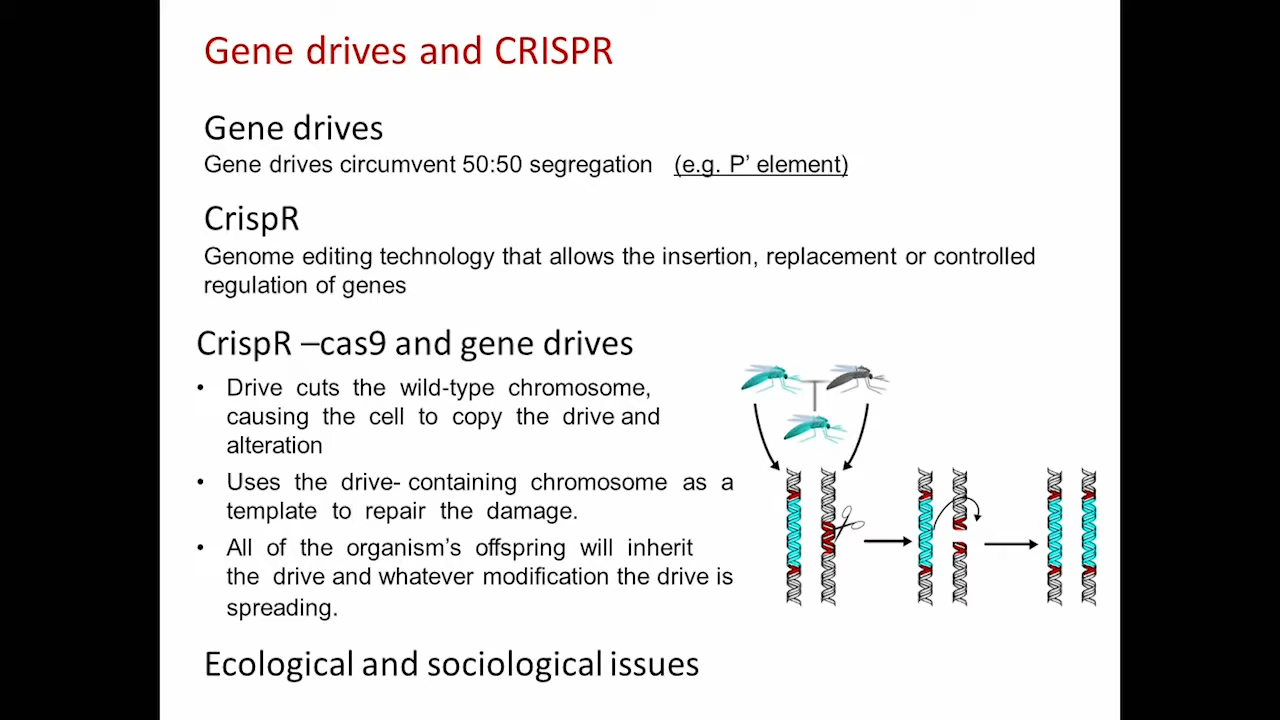 Gene drives and CRISPR
Gene drives
Gene drives circumvent 50:50 segregation (e.g. P’ element)
CrispR
Genome editing technology that allows the insertion, replacement or controlled
regulation of genes
CrispR –cas9 and gene drives
• Drive cuts the wild-type chromosome,
causing the cell to copy the drive and
alteration
• Uses the drive- containing chromosome as a
template to repair the damage.
• All of the organism’s offspring will inherit
the drive and whatever modification the drive is
spreading.
Ecological and sociological issues